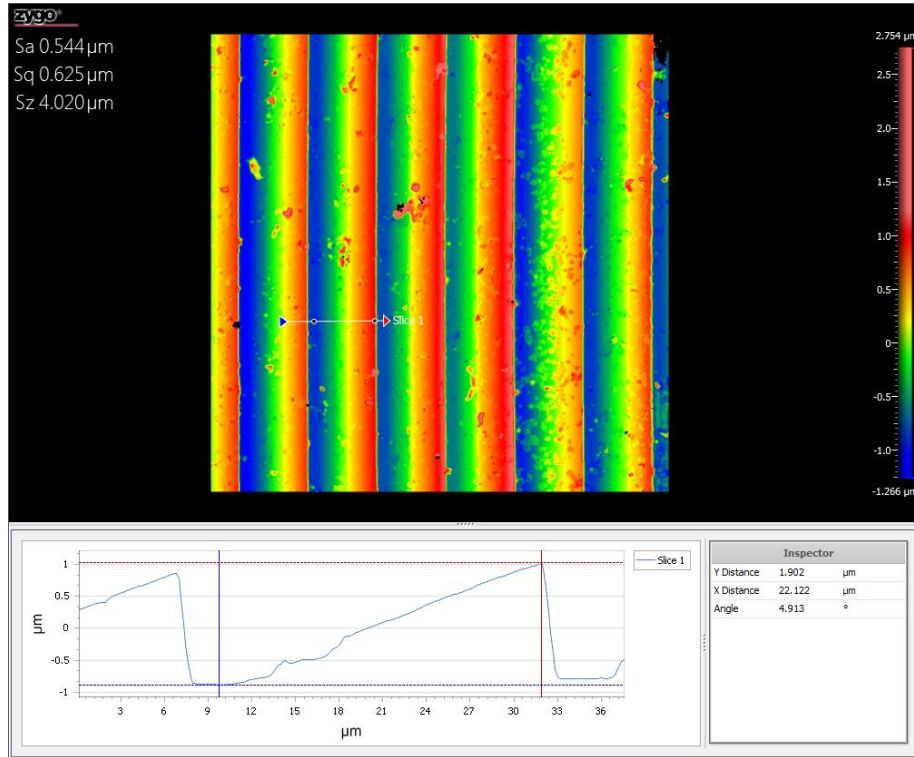 zygo®
Sa 0.544 µm
Sq 0.625 µm
Sz 4.020 µm
2.754 µm
2.5
2.0
1.5
1.0
0.5
0
-0.5
-1.0
-1.266 µm
Slice 1
1
0.5
0
-0.5
-1
µm
3 6 9 12 15 18 21 24 27 30 33 36
µm
Slice 1
Inspector
Y Distance 1.902 µm
X Distance 22.122 µm
Angle 4.913 °